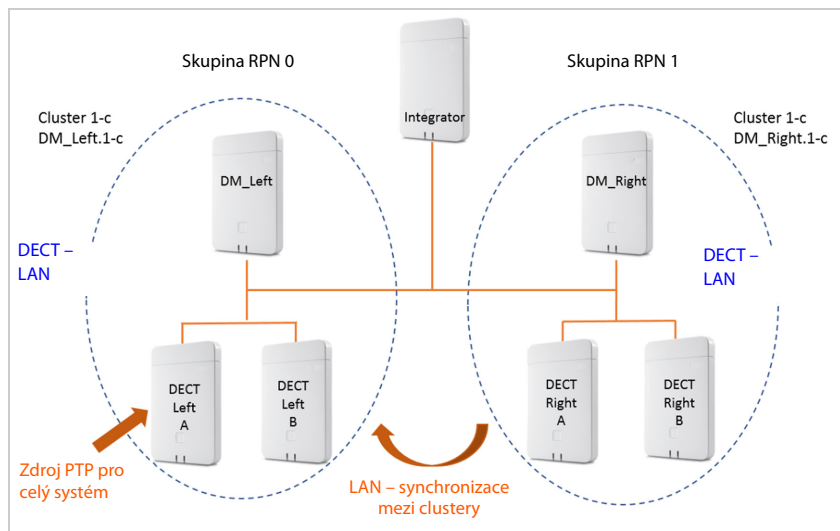 Skupina RPN 0
Skupina RPN 1
Cluster 1-c
DM_Left.1-c
Integrator
Cluster 1-c
DM_Right.1-c
DM_Left
DM_Right
DECT –
LAN
DECT –
LAN
DECT
Left
A
DECT
Left
B
DECT
Right
A
DECT
Right
B
Zdroj PTP pro
celý systém
LAN – synchronizace
mezi clustery